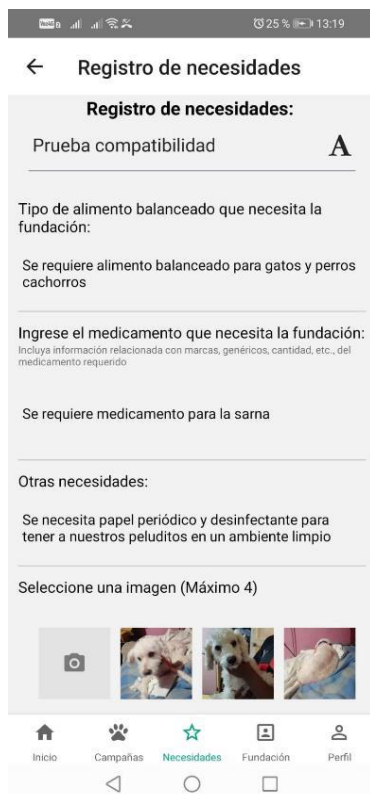 25 % 13:19
Registro de necesidades
Registro de necesidades:
Prueba compatibilidad A
Tipo de alimento balanceado que necesita la
fundación:
Se requiere alimento balanceado para gatos y perros
cachorros
Ingrese el medicamento que necesita la fundación:
Incluya información relacionada con marcas, genéricos, cantidad, etc., del
medicamento requerido
Se requiere medicamento para la sarna
Otras necesidades:
Se necesita papel periódico y desinfectante para
tener a nuestros peluditos en un ambiente limpio
Seleccione una imagen (Máximo 4)
Inicio Campañas Necesidades Fundación Perfil